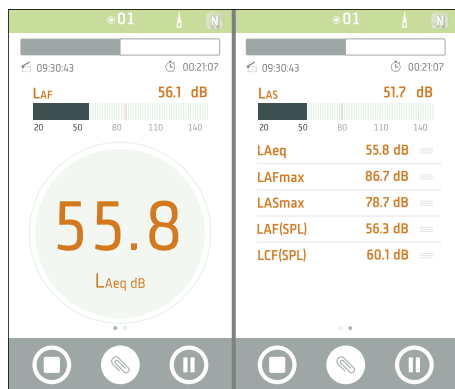 01
N
09:30:43 00:21:07
LAF 56.1 dB
20 50 80 110 140
55.8
LAeq dB
01
N
09:30:43 00:21:07
LAS 51.7 dB
20 50 80 110 140
LAeq 55.8 dB
LAFmax 86.7 dB
LASmax 78.7 dB
LAF(SPL) 56.3 dB
LCF(SPL) 60.1 dB